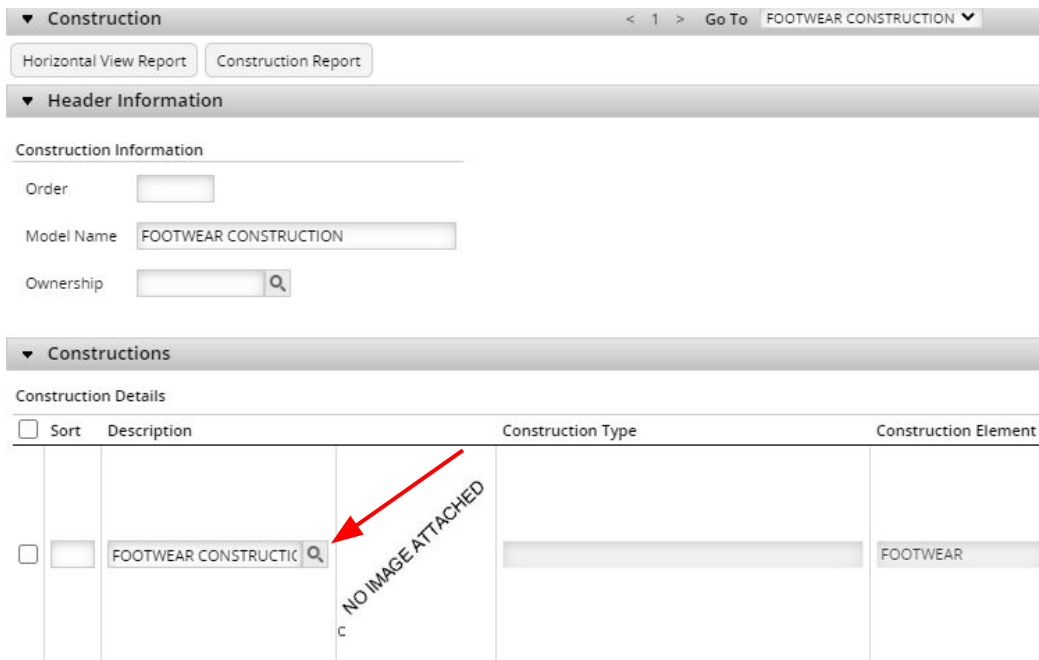 Construction < 1 > Go To FOOTWEAR CONSTRUCTION
Horizontal View Report Construction Report
Header Information
Construction Information
Order
Model Name FOOTWEAR CONSTRUCTION
Ownership
Constructions
Construction Details
Sort Description Construction Type Construction Element
FOOTWEAR CONSTRUCTIC NO IMAGE ATTACHED FOOTWEAR
C